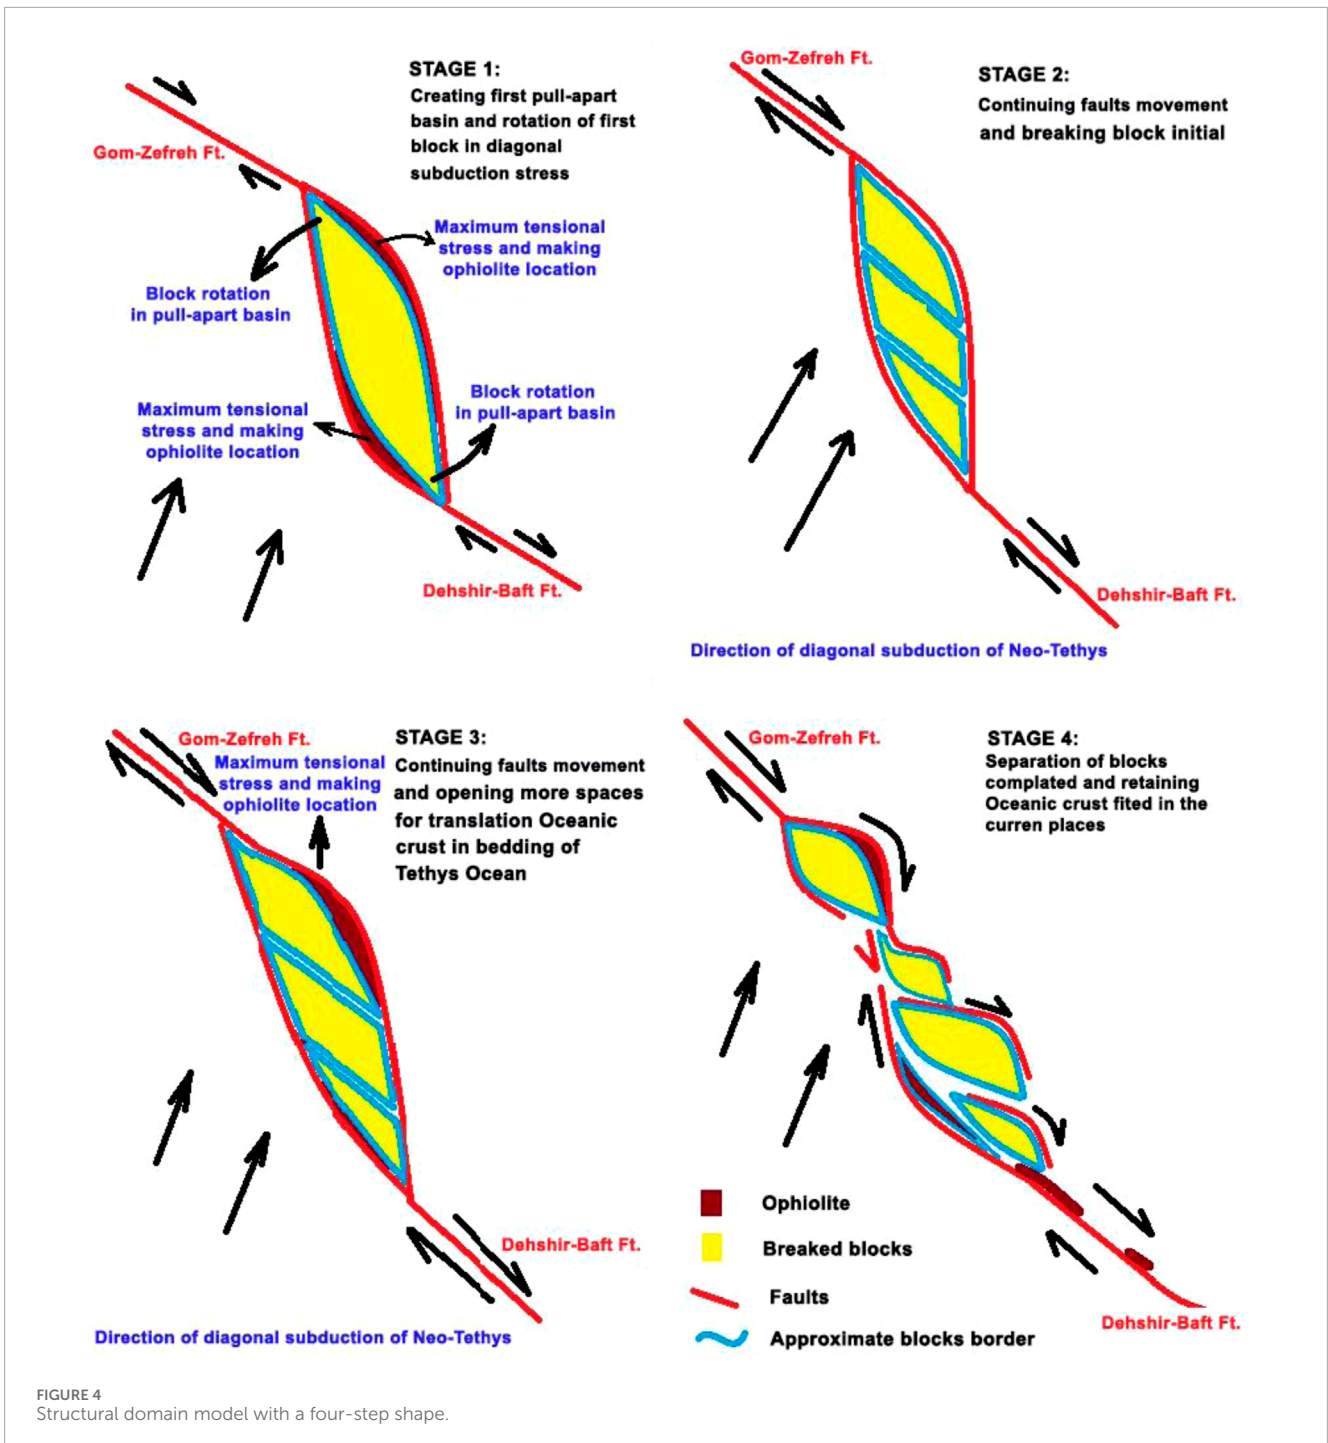 STAGE 1:
Creating first pull-apart
basin and rotation of first
block in diagonal
subduction stress
Gom-Zefreh Ft.
Maximum tensional
stress and making
ophiolite location
Block rotation
in pull-apart basin
Block rotation
in pull-apart basin
Maximum tensional
stress and making
ophiolite location
Dehshir-Baft Ft.
Gom-Zefreh Ft.
STAGE 2:
Continuing faults movement
and breaking block initial
Dehshir-Baft Ft.
Direction of diagonal subduction of Neo-Tethys
Gom-Zefreh Ft.
Maximum tensional
stress and making
ophiolite location
STAGE 3:
Continuing faults movement
and opening more spaces
for translation Oceanic
crust in bedding of
Tethys Ocean
Dehshir-Baft Ft.
Direction of diagonal subduction of Neo-Tethys
Gom-Zefreh Ft.
STAGE 4:
Separation of blocks
complated and retaining
Oceanic crust fited in the
curren places
Ophiolite
Breaked blocks
Faults
Approximate blocks border
Dehshir-Baft Ft.
FIGURE 4
Structural domain model with a four-step shape.